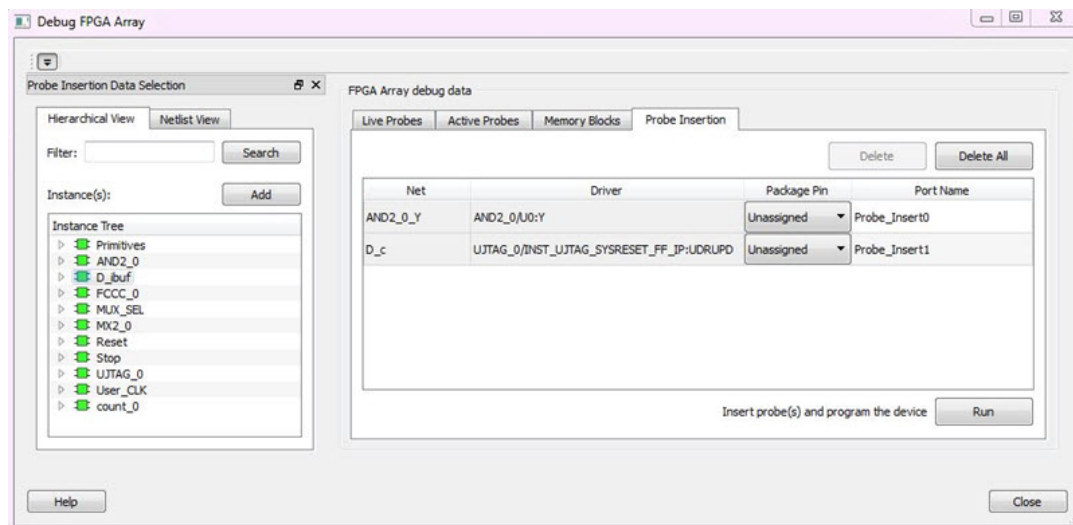 Debug FPGA Array
Probe Insertion Data Selection
Hierarchical View Netlist View
Filter: Search
Instance(s): Add
Instance Tree
Primitives
AND2_0
D_ibuf
FCCC_0
MUX_SEL
MX2_0
Reset
Stop
UJTAG_0
User_CLK
count_0
FPGA Array debug data
Live Probes Active Probes Memory Blocks Probe Insertion
Delete Delete All
Net Driver Package Pin Port Name
AND2_0_Y AND2_0/U0:Y Unassigned Probe_Insert0
D_c UJTAG_0/INST_UJTAG_SYSRESET_FF_IP:UDRUPD Unassigned Probe_Insert1
Insert probe(s) and program the device Run
Help Close